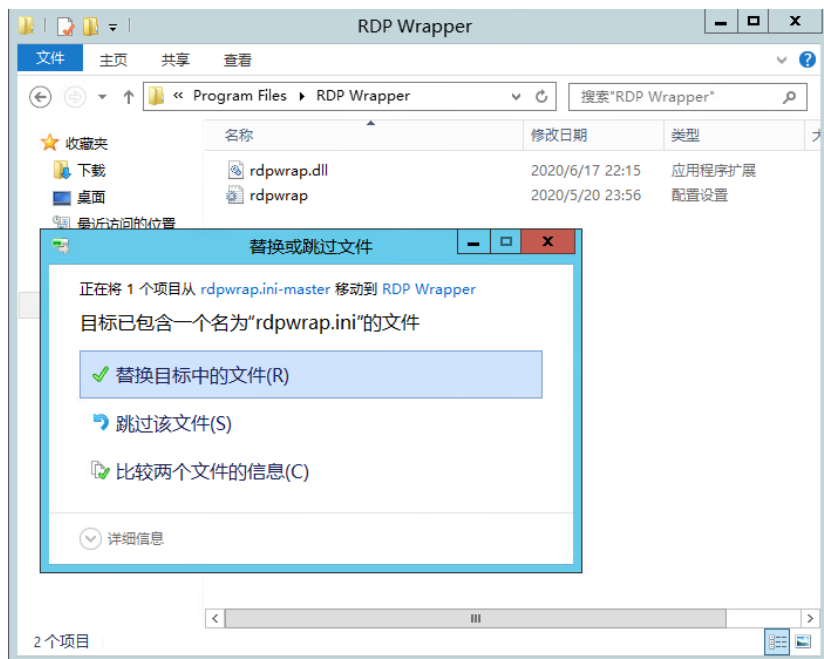 RDP Wrapper
文件 主页 共享 查看
« Program Files RDP Wrapper 搜索"RDP Wrapper"
名称 修改日期 类型
收藏夹
下载
桌面
最近访问的位置
rdpwrap.dll 2020/6/17 22:15 应用程序扩展
rdpwrap 2020/5/20 23:56 配置设置
替换或跳过文件
正在将 1 个项目从 rdpwrap.ini-master 移动到 RDP Wrapper
目标已包含一个名为“rdpwrap.ini”的文件
替换目标中的文件(R)
跳过该文件(S)
比较两个文件的信息(C)
详细信息
2 个项目